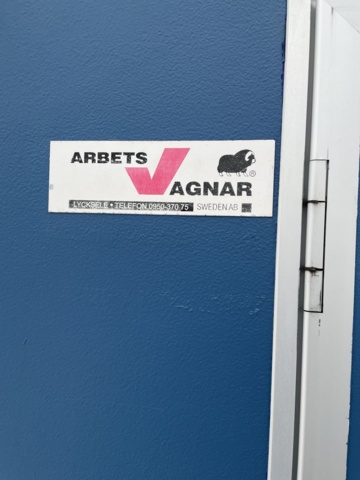 ARBETS
VAGNAR
®
LYCKSELE • TELEFON 0950-370 75 SWEDEN AB